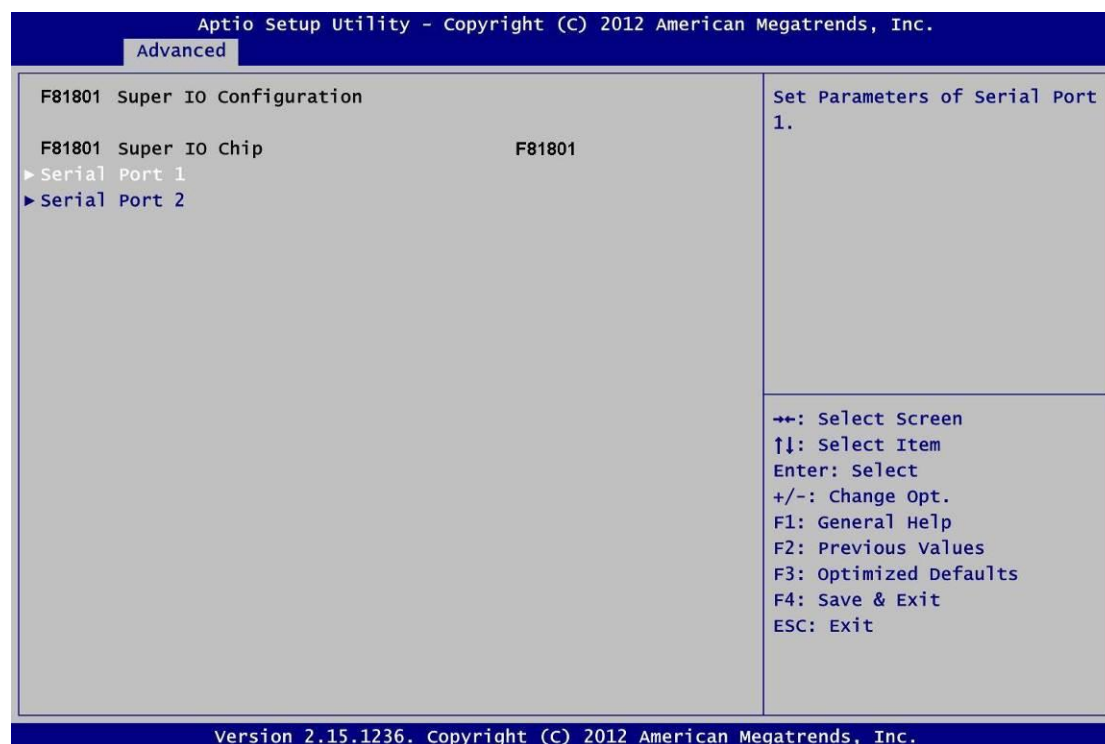 Aptio Setup Utility - Copyright (C) 2012 American Megatrends, Inc.
Advanced
F81801 Super IO Configuration
F81801 Super IO Chip F81801
►Serial Port 1
►Serial Port 2
Set Parameters of Serial Port
1.
→←: Select Screen
↑↓: Select Item
Enter: Select
+/-: Change Opt.
F1: General Help
F2: Previous Values
F3: Optimized Defaults
F4: Save & Exit
ESC: Exit
Version 2.15.1236. Copyright (C) 2012 American Megatrends, Inc.